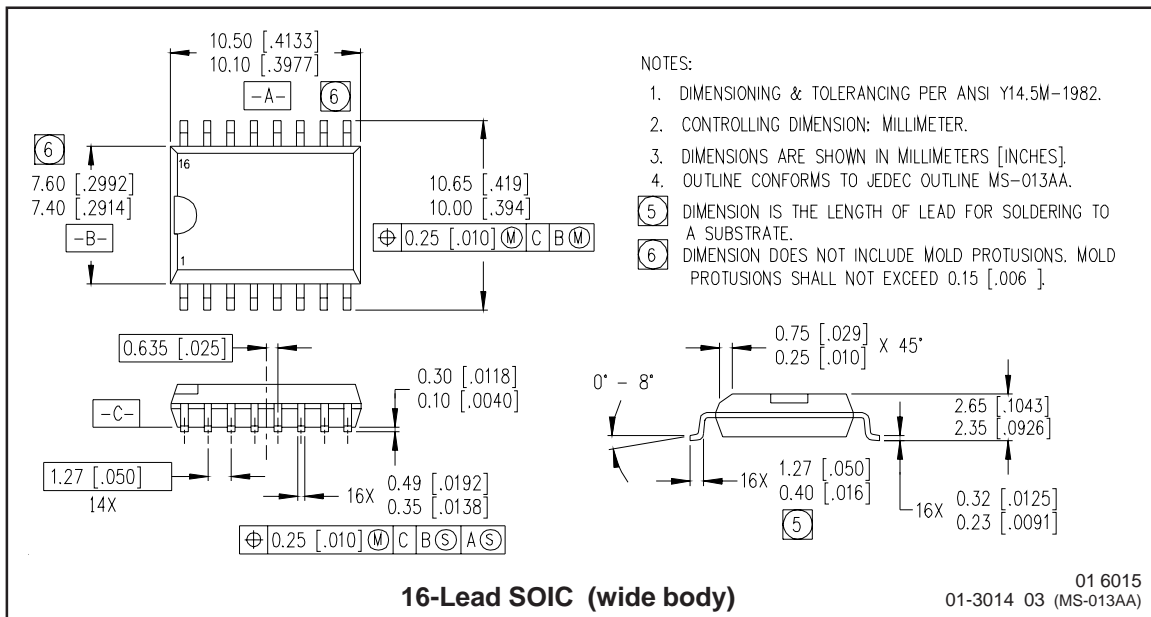 10.50 [.4133]
10.10 [.3977]
-A-
6
6
7.60 [.2992]
7.40 [.2914]
-B-
16
1
10.65 [.419]
10.00 [.394]
⌖ 0.25 [.010] Ⓜ C B Ⓜ
NOTES:
1. DIMENSIONING & TOLERANCING PER ANSI Y14.5M-1982.
2. CONTROLLING DIMENSION: MILLIMETER.
3. DIMENSIONS ARE SHOWN IN MILLIMETERS [INCHES].
4. OUTLINE CONFORMS TO JEDEC OUTLINE MS-013AA.
5 DIMENSION IS THE LENGTH OF LEAD FOR SOLDERING TO
A SUBSTRATE.
6 DIMENSION DOES NOT INCLUDE MOLD PROTUSIONS. MOLD
PROTUSIONS SHALL NOT EXCEED 0.15 [.006 ].
0.635 [.025]
-C-
0.30 [.0118]
0.10 [.0040]
1.27 [.050]
14X
16X
0.49 [.0192]
0.35 [.0138]
⌖ 0.25 [.010] Ⓜ C B Ⓢ A Ⓢ
0.75 [.029]
0.25 [.010]
X 45°
0° - 8°
2.65 [.1043]
2.35 [.0926]
16X
1.27 [.050]
0.40 [.016]
5
16X
0.32 [.0125]
0.23 [.0091]
16-Lead SOIC (wide body)
01 6015
01-3014 03 (MS-013AA)